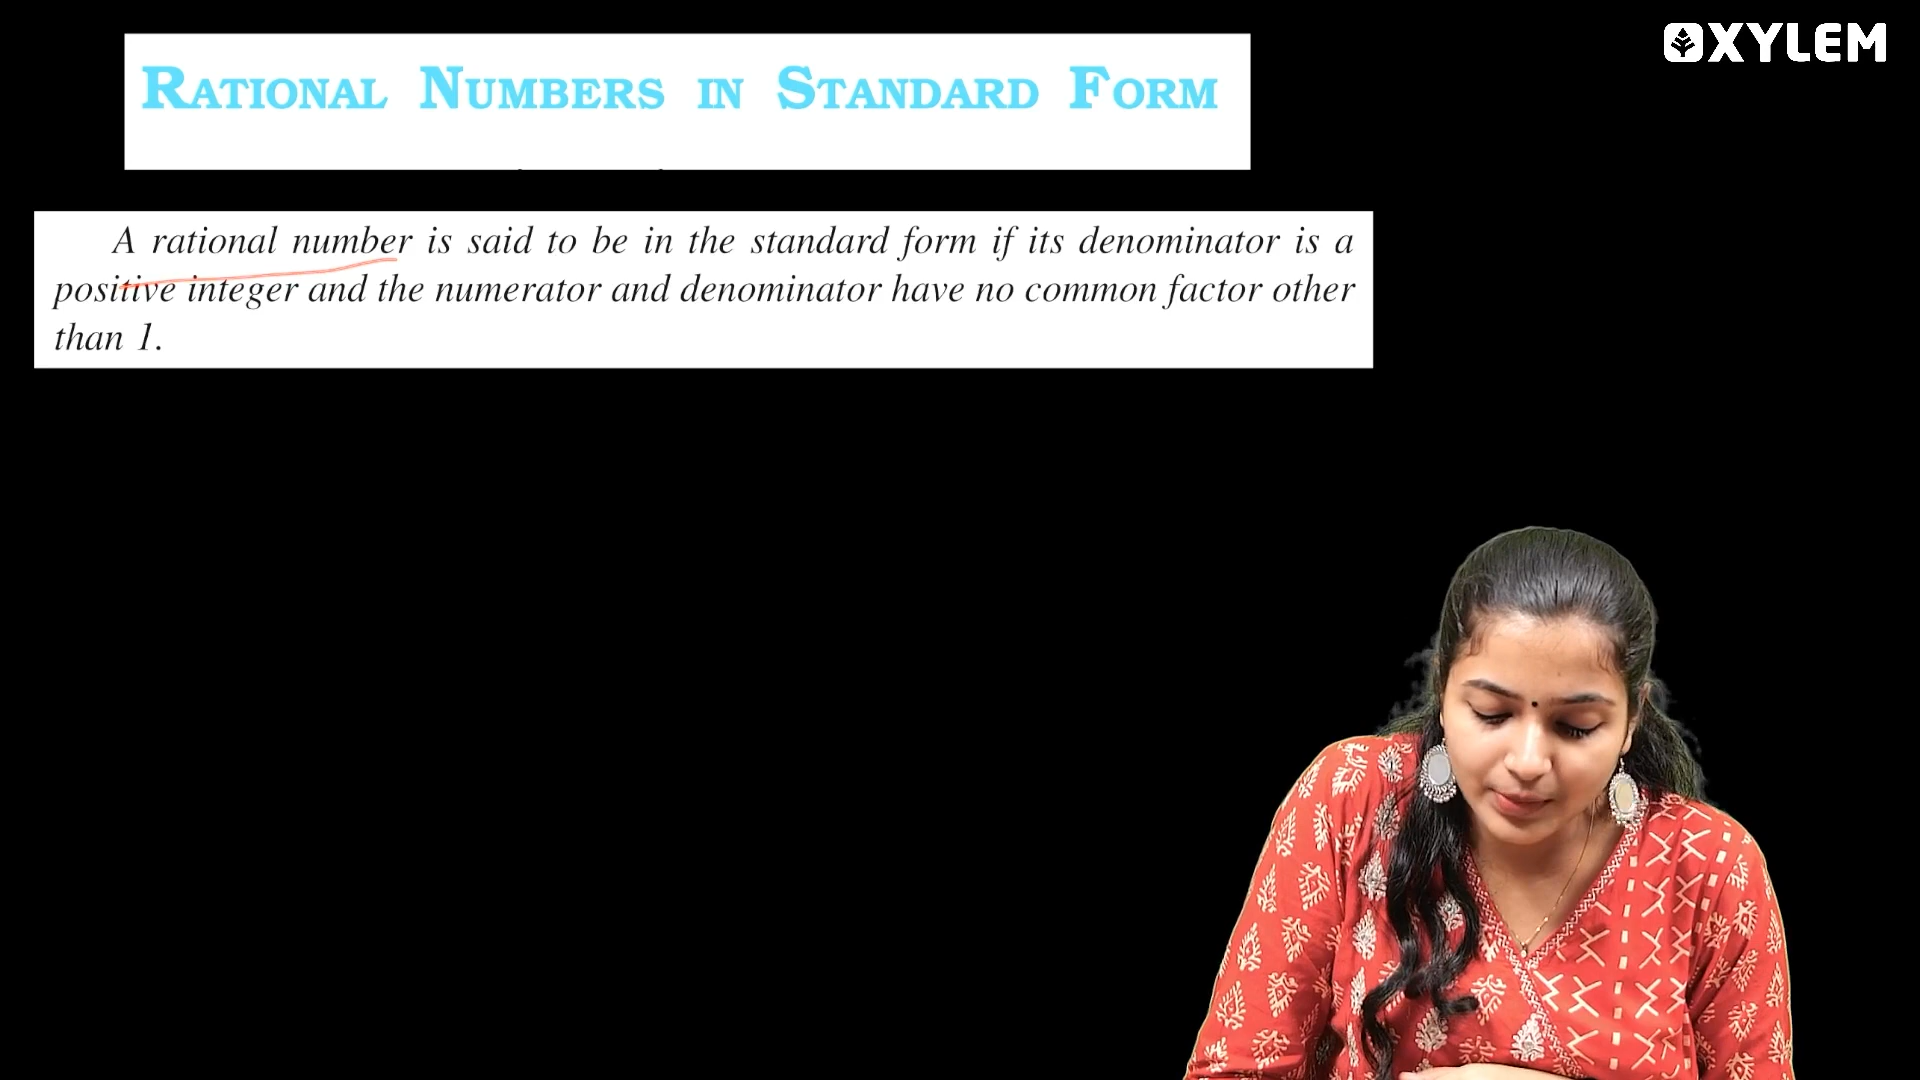 OXYLEM
RATIONAL NUMBERS IN STANDARD FORM
A rational number is said to be in the standard form if its denominator is a
positive integer and the numerator and denominator have no common factor other
than 1.